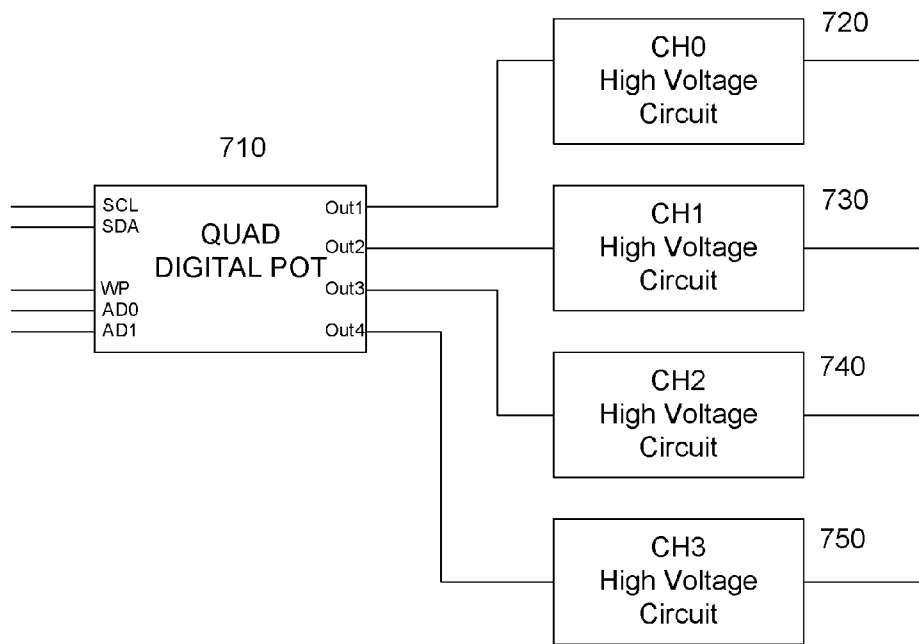 720
CH0
High Voltage
Circuit
710
SCL
SDA
WP
AD0
AD1
QUAD
DIGITAL POT
Out1
Out2
Out3
Out4
730
CH1
High Voltage
Circuit
740
CH2
High Voltage
Circuit
750
CH3
High Voltage
Circuit